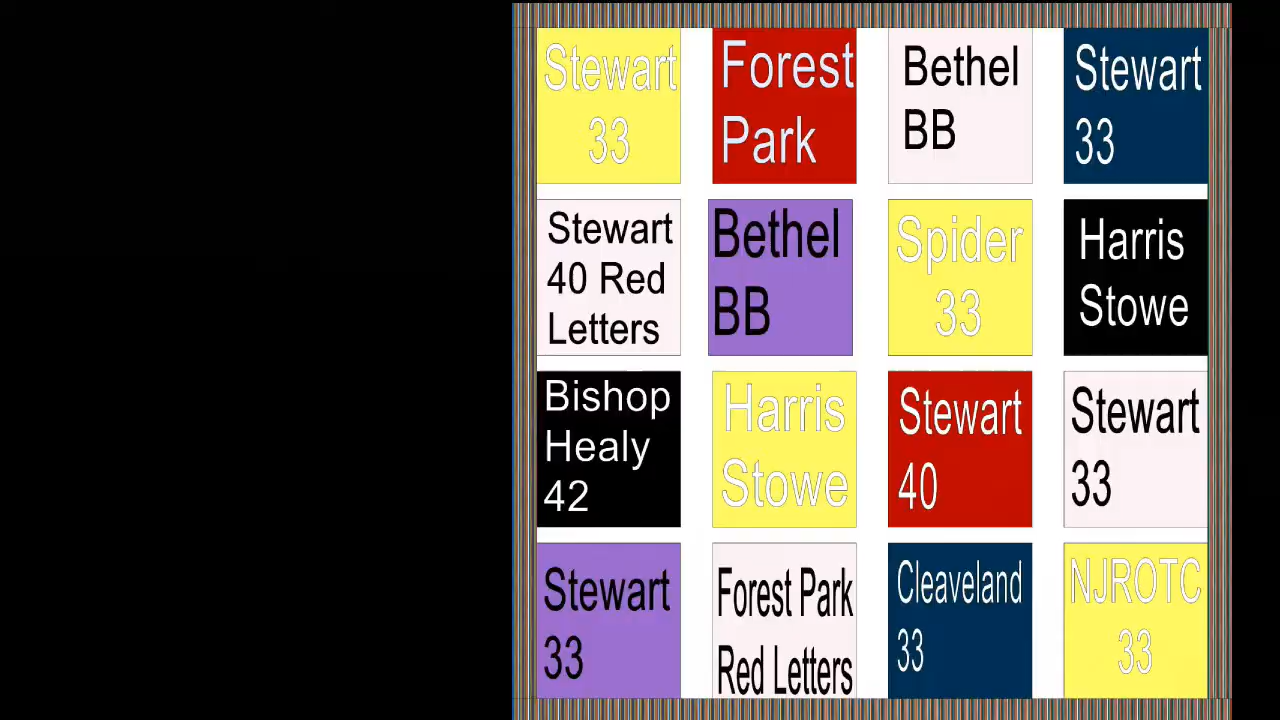 Stewart
33
Forest
Park
Bethel
BB
Stewart
33
Stewart
40 Red
Letters
Bethel
BB
Spider
33
Harris
Stowe
Bishop
Healy
42
Harris
Stowe
Stewart
40
Stewart
33
Stewart
33
Forest Park
Red Letters
Cleaveland
33
NJROTC
33